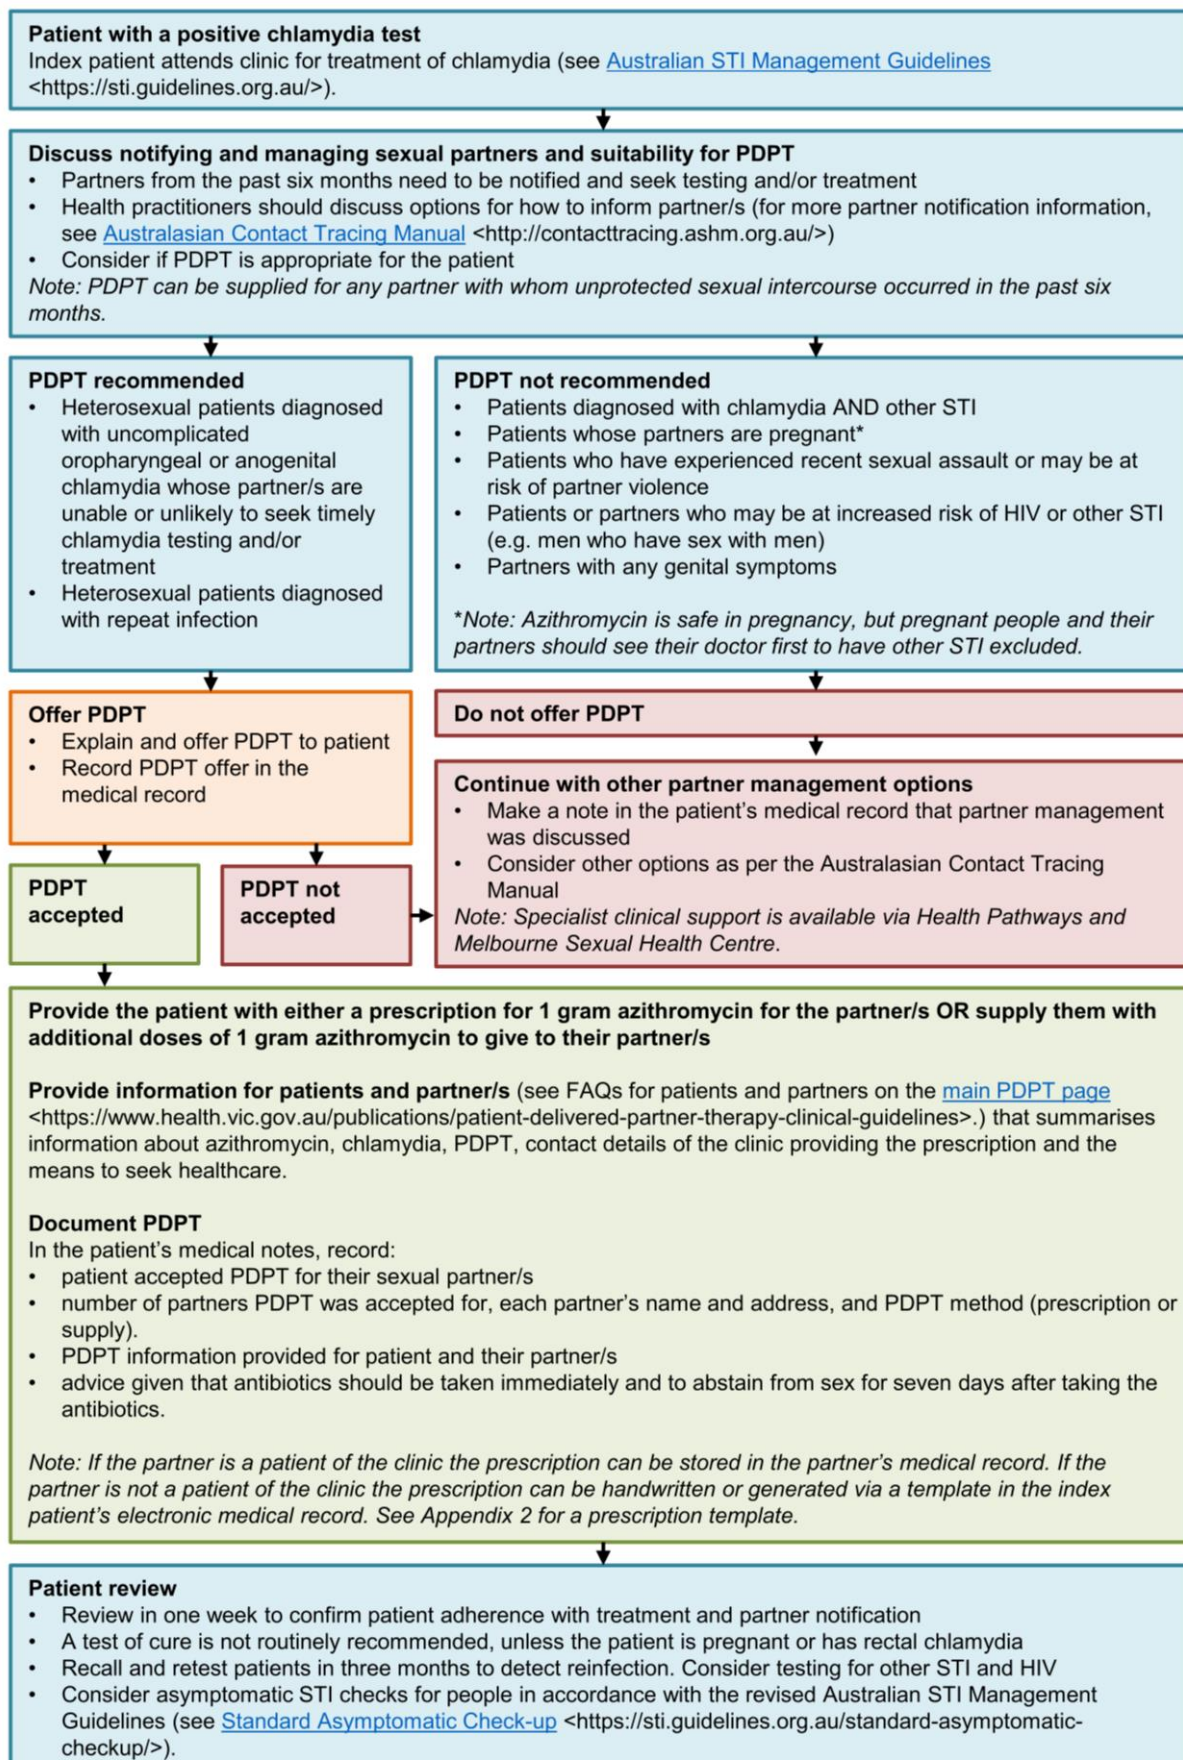 Patient with a positive chlamydia test
Index patient attends clinic for treatment of chlamydia (see Australian STI Management Guidelines
<https://sti.guidelines.org.au/>).
Discuss notifying and managing sexual partners and suitability for PDPT
• Partners from the past six months need to be notified and seek testing and/or treatment
• Health practitioners should discuss options for how to inform partner/s (for more partner notification information,
see Australasian Contact Tracing Manual <http://contacttracing.ashm.org.au/>)
• Consider if PDPT is appropriate for the patient
Note: PDPT can be supplied for any partner with whom unprotected sexual intercourse occurred in the past six
months.
PDPT recommended
• Heterosexual patients diagnosed
with uncomplicated
oropharyngeal or anogenital
chlamydia whose partner/s are
unable or unlikely to seek timely
chlamydia testing and/or
treatment
• Heterosexual patients diagnosed
with repeat infection
PDPT not recommended
• Patients diagnosed with chlamydia AND other STI
• Patients whose partners are pregnant*
• Patients who have experienced recent sexual assault or may be at
risk of partner violence
• Patients or partners who may be at increased risk of HIV or other STI
(e.g. men who have sex with men)
• Partners with any genital symptoms
*Note: Azithromycin is safe in pregnancy, but pregnant people and their
partners should see their doctor first to have other STI excluded.
Offer PDPT
• Explain and offer PDPT to patient
• Record PDPT offer in the
medical record
Do not offer PDPT
Continue with other partner management options
• Make a note in the patient's medical record that partner management
was discussed
• Consider other options as per the Australasian Contact Tracing
Manual
Note: Specialist clinical support is available via Health Pathways and
Melbourne Sexual Health Centre.
PDPT
accepted
PDPT not
accepted
Provide the patient with either a prescription for 1 gram azithromycin for the partner/s OR supply them with
additional doses of 1 gram azithromycin to give to their partner/s
Provide information for patients and partner/s (see FAQs for patients and partners on the main PDPT page
<https://www.health.vic.gov.au/publications/patient-delivered-partner-therapy-clinical-guidelines>.) that summarises
information about azithromycin, chlamydia, PDPT, contact details of the clinic providing the prescription and the
means to seek healthcare.
Document PDPT
In the patient's medical notes, record:
• patient accepted PDPT for their sexual partner/s
• number of partners PDPT was accepted for, each partner's name and address, and PDPT method (prescription or
supply).
• PDPT information provided for patient and their partner/s
• advice given that antibiotics should be taken immediately and to abstain from sex for seven days after taking the
antibiotics.
Note: If the partner is a patient of the clinic the prescription can be stored in the partner's medical record. If the
partner is not a patient of the clinic the prescription can be handwritten or generated via a template in the index
patient's electronic medical record. See Appendix 2 for a prescription template.
Patient review
• Review in one week to confirm patient adherence with treatment and partner notification
• A test of cure is not routinely recommended, unless the patient is pregnant or has rectal chlamydia
• Recall and retest patients in three months to detect reinfection. Consider testing for other STI and HIV
• Consider asymptomatic STI checks for people in accordance with the revised Australian STI Management
Guidelines (see Standard Asymptomatic Check-up <https://sti.guidelines.org.au/standard-asymptomatic-
checkup/>).